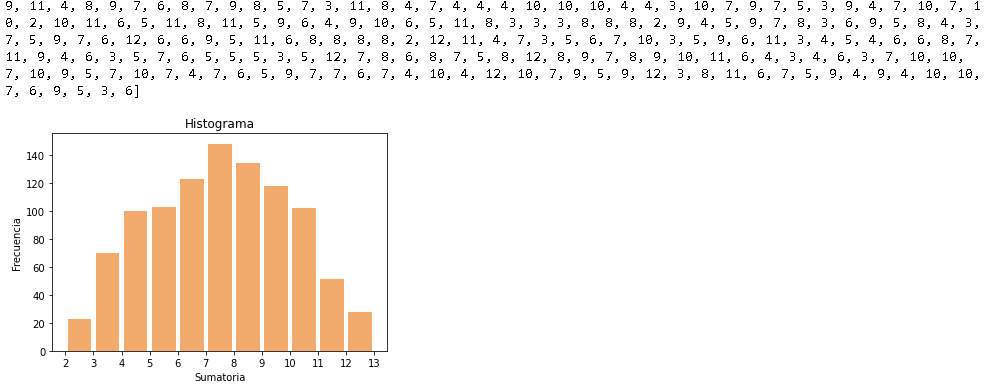 9, 11, 4, 8, 9, 7, 6, 8, 7, 9, 8, 5, 7, 3, 11, 8, 4, 7, 4, 4, 4, 10, 10, 10, 4, 4, 3, 10, 7, 9, 7, 5, 3, 9, 4, 7, 10, 7, 1
0, 2, 10, 11, 6, 5, 11, 8, 11, 5, 9, 6, 4, 9, 10, 6, 5, 11, 8, 3, 3, 3, 8, 8, 8, 2, 9, 4, 5, 9, 7, 8, 3, 6, 9, 5, 8, 4, 3,
7, 5, 9, 7, 6, 12, 6, 6, 9, 5, 11, 6, 8, 8, 8, 8, 2, 12, 11, 4, 7, 3, 5, 6, 7, 10, 3, 5, 9, 6, 11, 3, 4, 5, 4, 6, 6, 8, 7,
11, 9, 4, 6, 3, 5, 7, 6, 5, 5, 5, 3, 5, 12, 7, 8, 6, 8, 7, 5, 8, 12, 8, 9, 7, 8, 9, 10, 11, 6, 4, 3, 4, 6, 3, 7, 10, 10,
7, 10, 9, 5, 7, 10, 7, 4, 7, 6, 5, 9, 7, 7, 6, 7, 4, 10, 4, 12, 10, 7, 9, 5, 9, 12, 3, 8, 11, 6, 7, 5, 9, 4, 9, 4, 10, 10,
7, 6, 9, 5, 3, 6]
Histograma
140
120
100
80
60
40
20
0
Frecuencia
2 3 4 5 6 7 8 9 10 11 12 13
Sumatoria